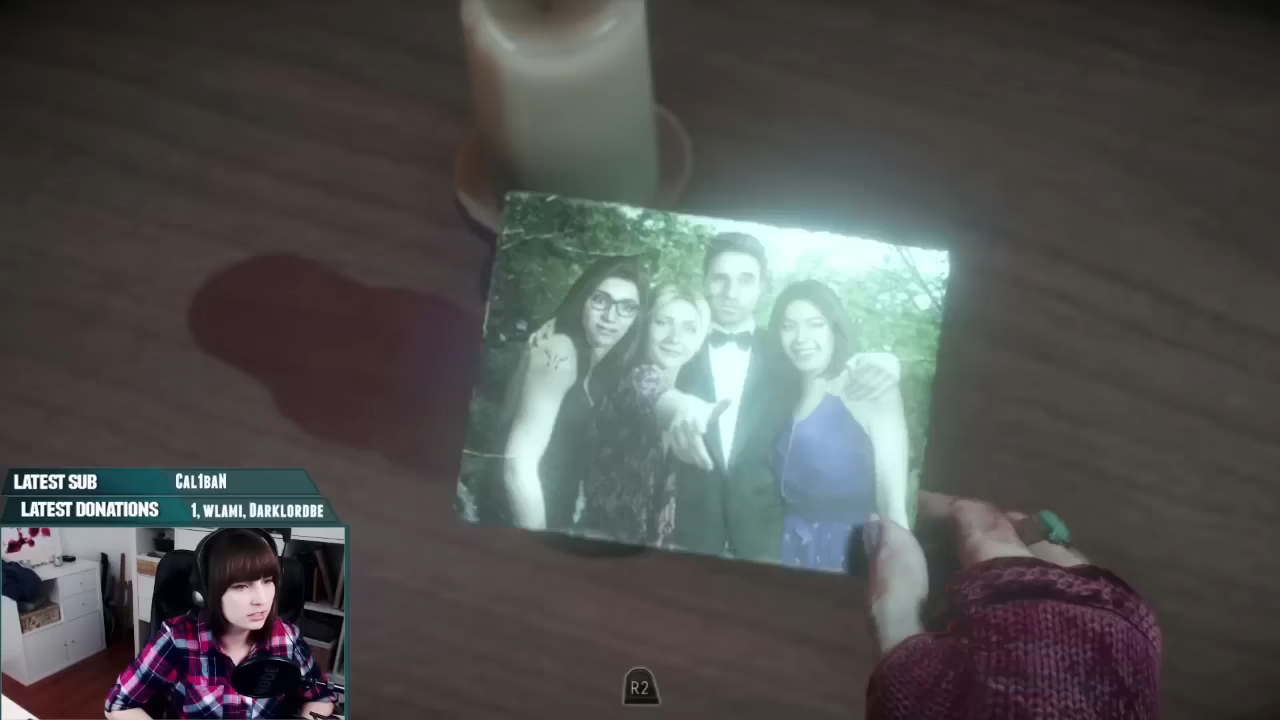 LATEST SUB CAL1BAN
LATEST DONATIONS 1, WLAMI, DARKLORDBE
R2